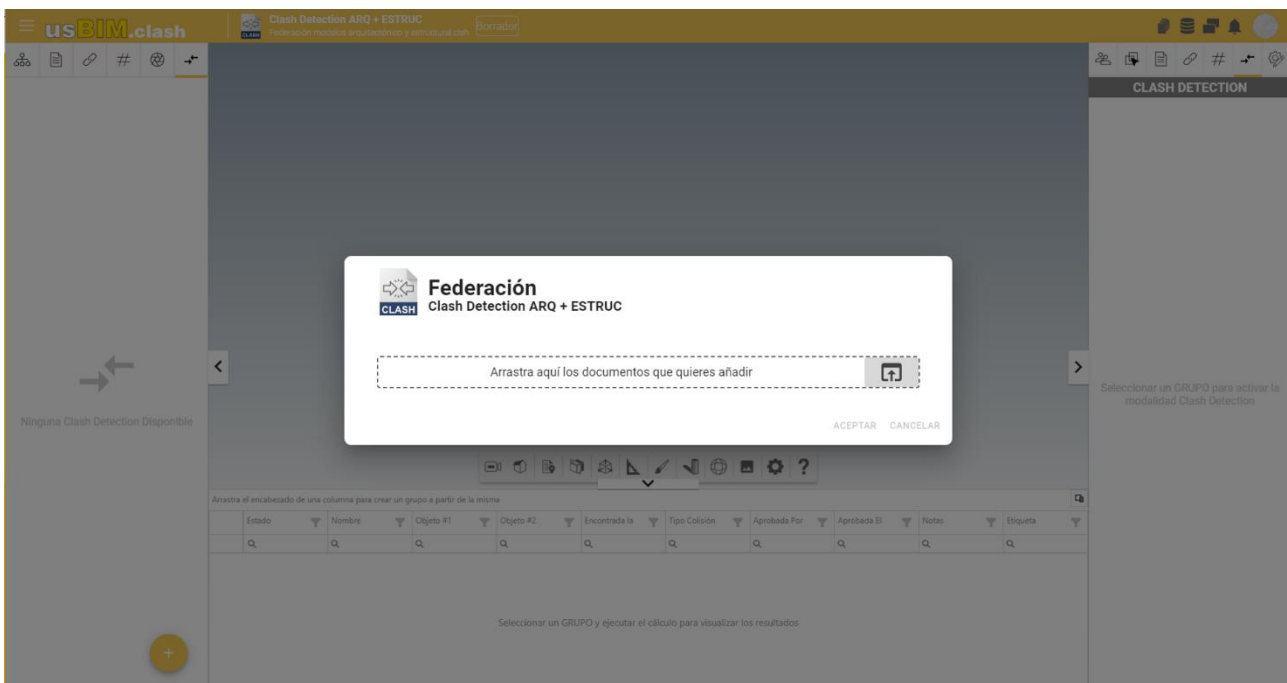 usBIM.clash
CLASH
Clash Detection ARQ + ESTRUC
Federación modelos arquitectónico y estructural.clsh
Borrador
CLASH DETECTION
Federación
CLASH
Clash Detection ARQ + ESTRUC
Arrastra aquí los documentos que quieres añadir
ACEPTAR CANCELAR
Ninguna Clash Detection Disponible
Seleccionar un GRUPO para activar la
modalidad Clash Detection
Arrastra el encabezado de una columna para crear un grupo a partir de la misma
Estado Nombre Objeto #1 Objeto #2 Encontrada la Tipo Colisión Aprobada Por Aprobada El Notas Etiqueta
Seleccionar un GRUPO y ejecutar el cálculo para visualizar los resultados